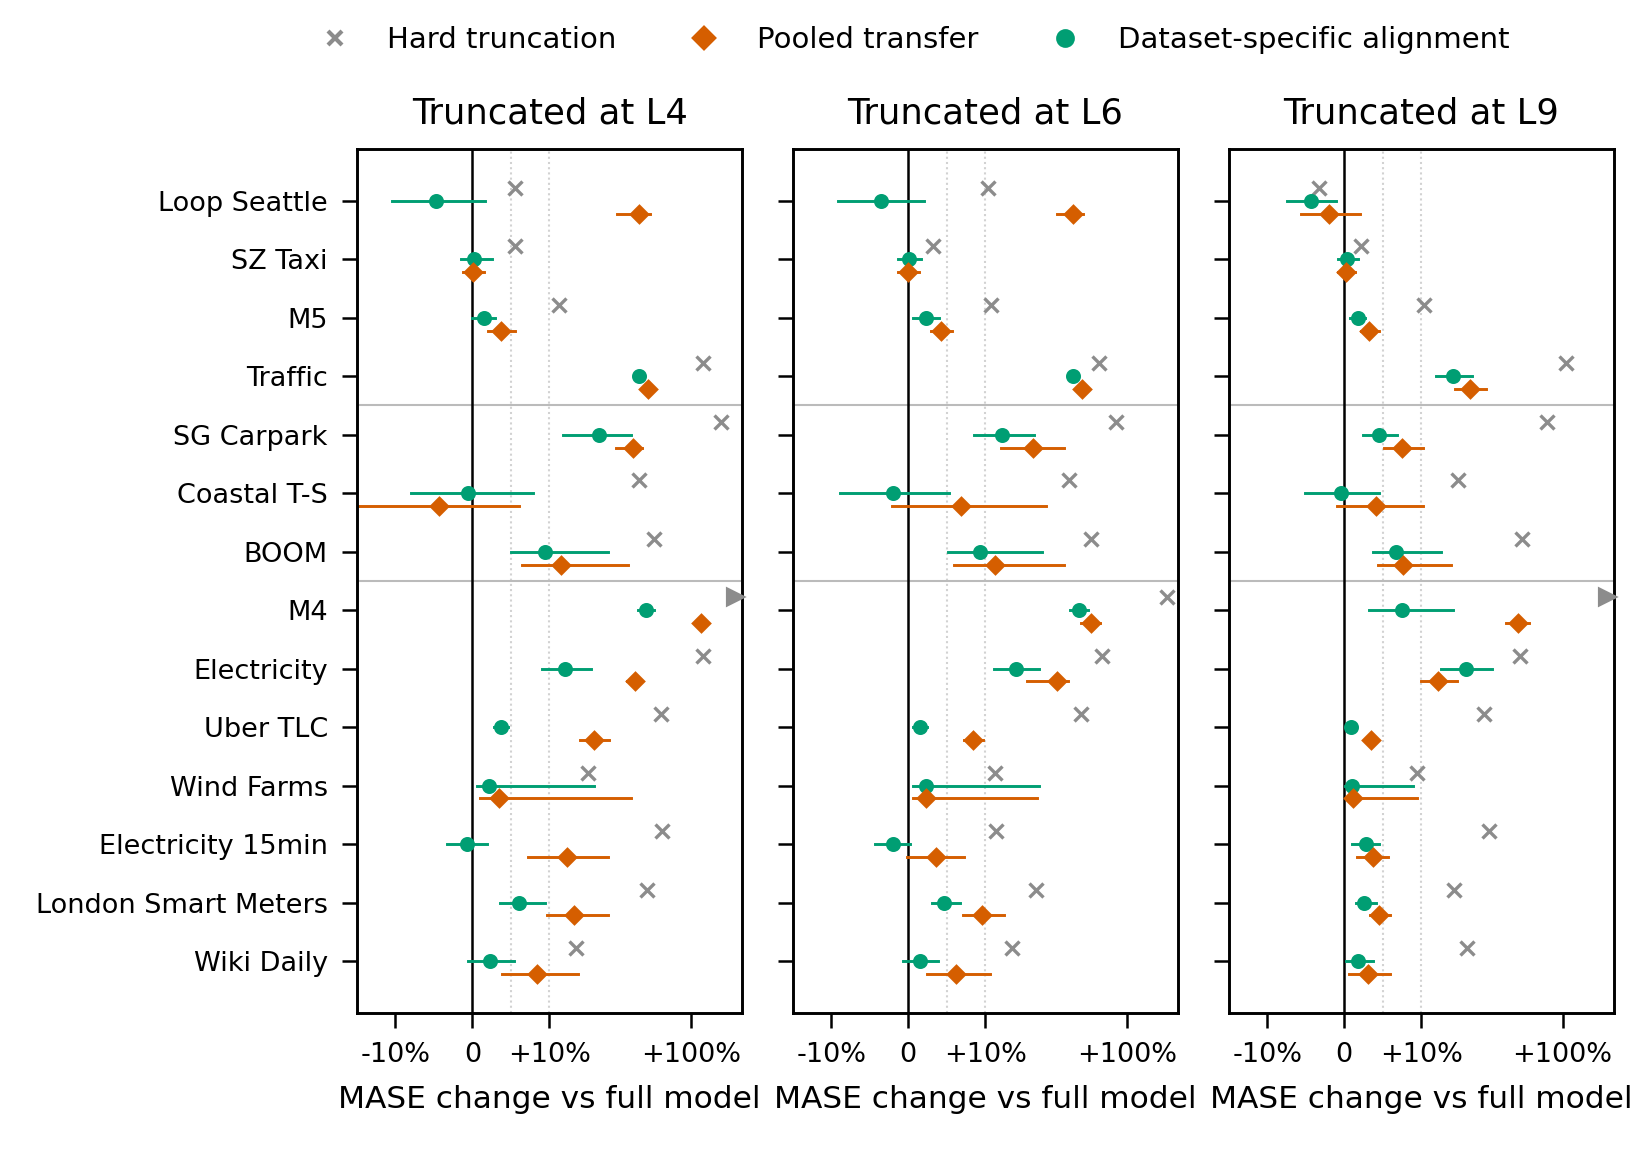 Hard truncation
Pooled transfer
Dataset-specific alignment
Truncated at L4
Truncated at L6
Truncated at L9
Loop Seattle
SZ Taxi
M5
Traffic
SG Carpark
Coastal T-S
BOOM
M4
Electricity
Uber TLC
Wind Farms
Electricity 15min
London Smart Meters
Wiki Daily
-10% 0 +10% +100%
-10% 0 +10% +100%
-10% 0 +10% +100%
MASE change vs full model
MASE change vs full model
MASE change vs full model